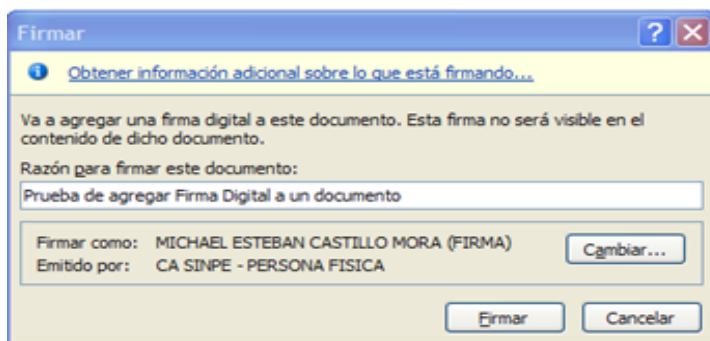 Firmar
Obtener información adicional sobre lo que está firmando...
Va a agregar una firma digital a este documento. Esta firma no será visible en el
contenido de dicho documento.
Razón para firmar este documento:
Prueba de agregar Firma Digital a un documento
Firmar como: MICHAEL ESTEBAN CASTILLO MORA (FIRMA)
Emitido por: CA SINPE - PERSONA FISICA
Cambiar...
Firmar Cancelar